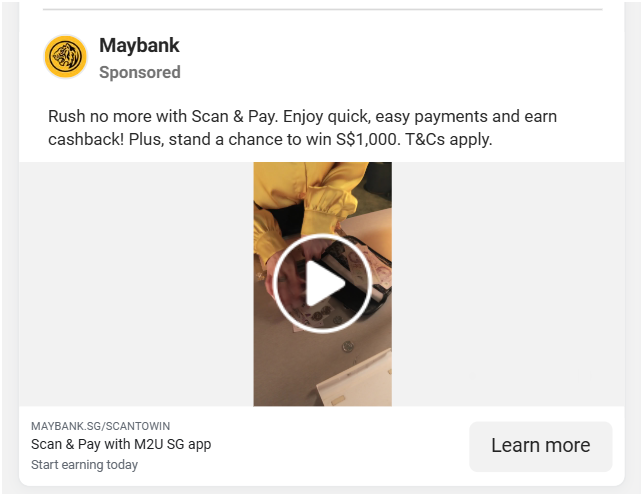 Maybank
Sponsored
Rush no more with Scan & Pay. Enjoy quick, easy payments and earn
cashback! Plus, stand a chance to win S$1,000. T&Cs apply.
MAYBANK.SG/SCANTOWIN
Scan & Pay with M2U SG app
Start earning today
Learn more